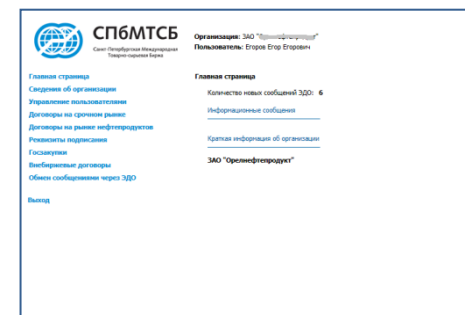 СПбМТСБ
Санкт-Петербургская Международная
Товарно-сырьевая Биржа
Организация: ЗАО "
Пользователь: Егоров Егор Егорович
Главная страница
Сведения об организации
Управление пользователями
Договоры на срочном рынке
Договоры на рынке нефтепродуктов
Реквизиты подписания
Госзакупки
Внебиржевые договоры
Обмен сообщениями через ЭДО
Выход
Главная страница
Количество новых сообщений ЭДО: 6
Информационные сообщения
Краткая информация об организации
ЗАО "Орелнефтепродукт"